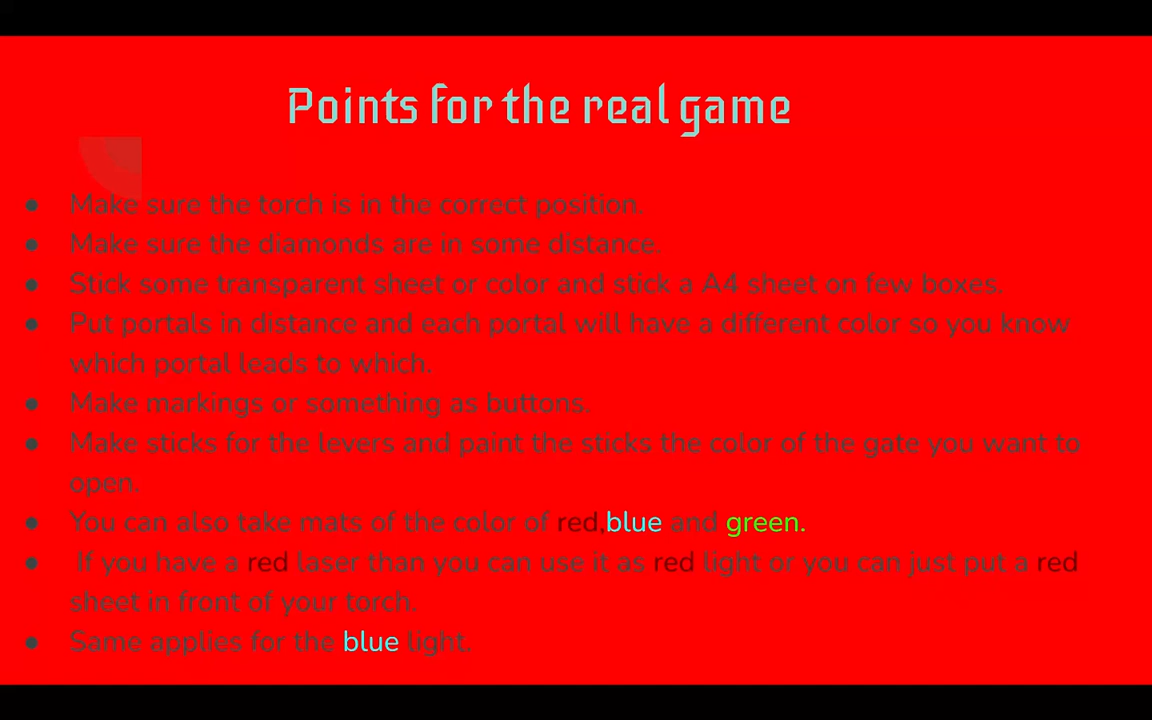 Points for the real game
● Make sure the torch is in the correct position.
● Make sure the diamonds are in some distance.
● Stick some transparent sheet or color and stick a A4 sheet on few boxes.
● Put portals in distance and each portal will have a different color so you know
which portal leads to which.
● Make markings or something as buttons.
● Make sticks for the levers and paint the sticks the color of the gate you want to
open.
● You can also take mats of the color of red,blue and green.
● If you have a red laser than you can use it as red light or you can just put a red
sheet in front of your torch.
● Same applies for the blue light.